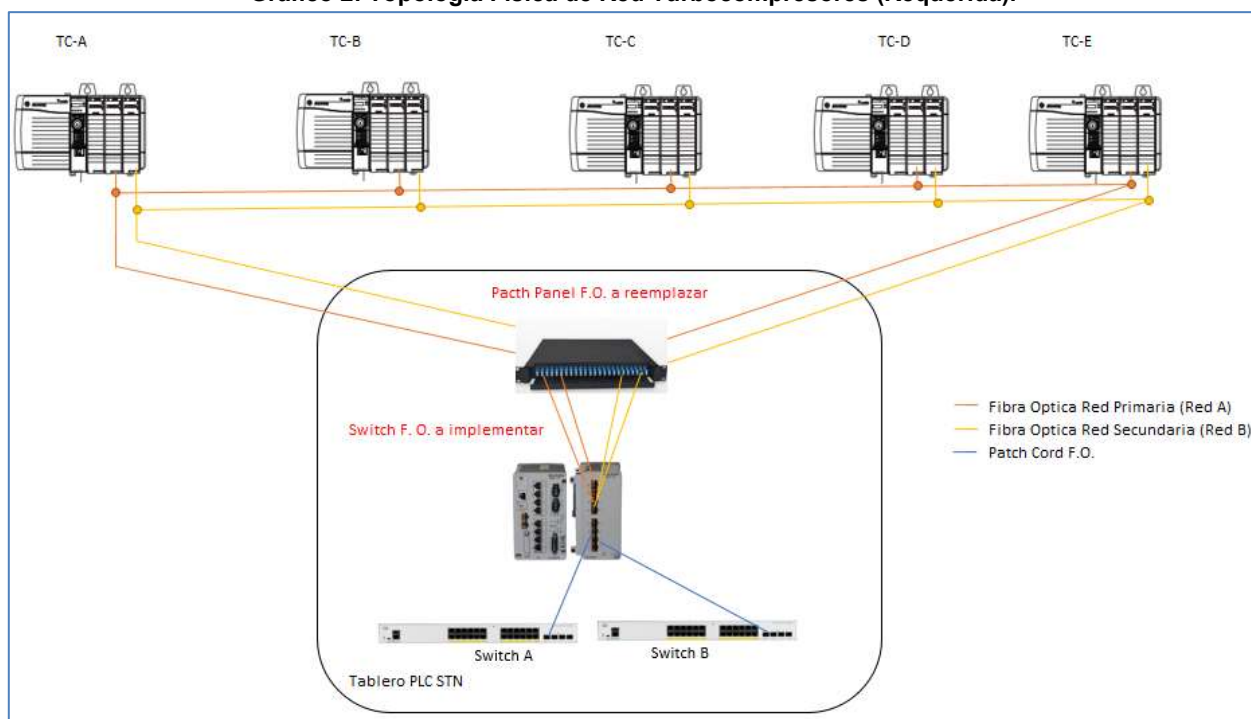 Gráfico 2. Topología Física de Red Turbocompresores (Requerida).
TC-A
TC-B
TC-C
TC-D
TC-E
Pacth Panel F.O. a reemplazar
Switch F. O. a implementar
Fibra Optica Red Primaria (Red A)
Fibra Optica Red Secundaria (Red B)
Patch Cord F.O.
Switch A
Switch B
Tablero PLC STN